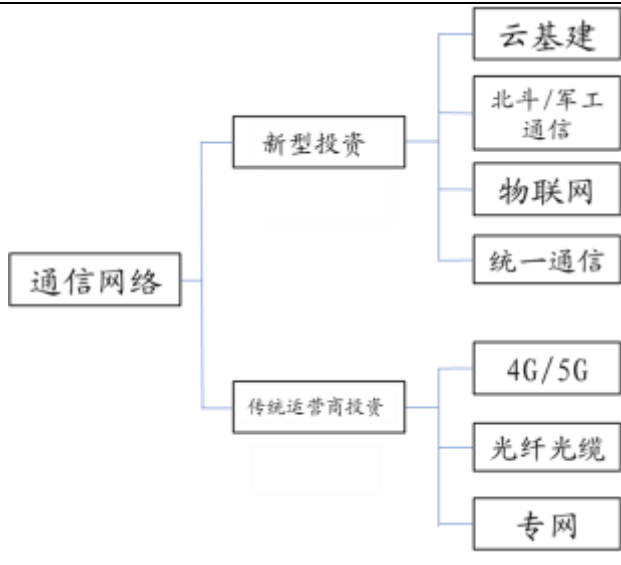 通信网络
新型投资
云基建
北斗/军工
通信
物联网
统一通信
传统运营商投资
4G/5G
光纤光缆
专网